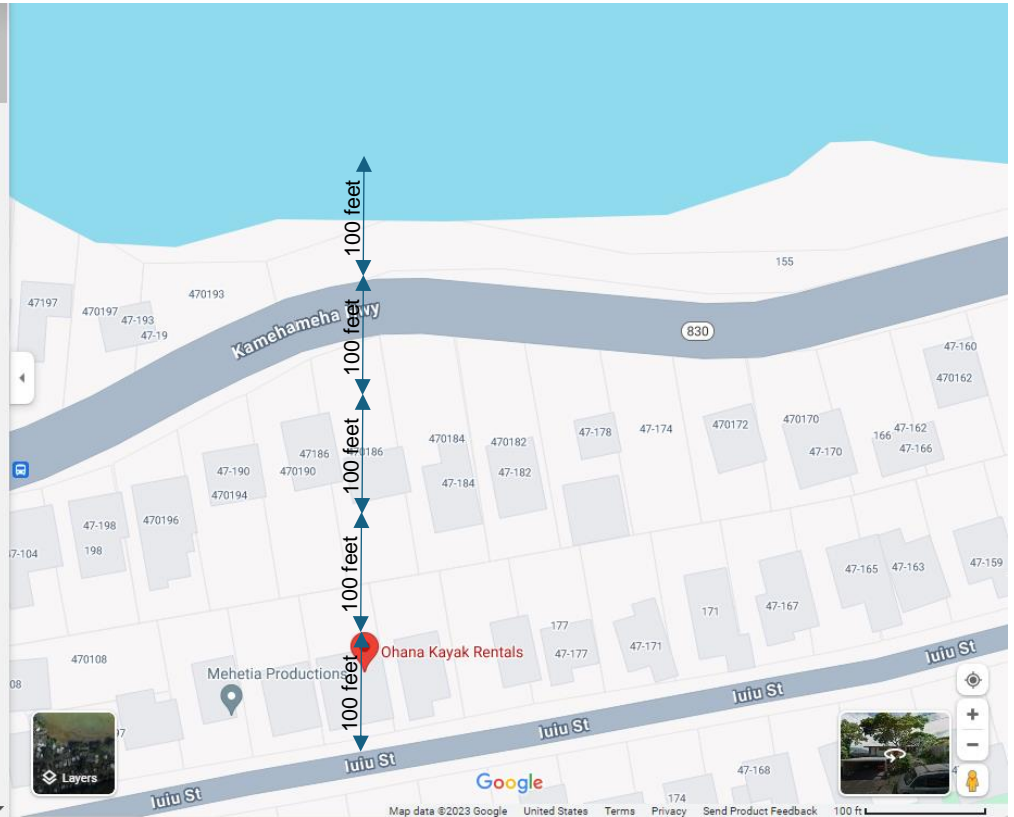 100 feet
155
47197
470197
470193
47-193
47-19
100 feet
Kamehameha Hwy
830
47-160
470162
100 feet
47186
470186
47-190
470190
470194
470184
47-184
470182
47-182
47-178
47-174
470172
470170
47-170
166
47-162
47-166
47-198
198
470196
7-104
100 feet
47-165
47-163
47-159
171
47-167
177
47-177
47-171
470108
08
100 feet
Ohana Kayak Rentals
Mehetia Productions
Iuiu St
Iuiu St
Iuiu St
Iuiu St
Iuiu St
97
Layers
47-168
174
Google
Map data ©2023 Google United States Terms Privacy Send Product Feedback 100 ft